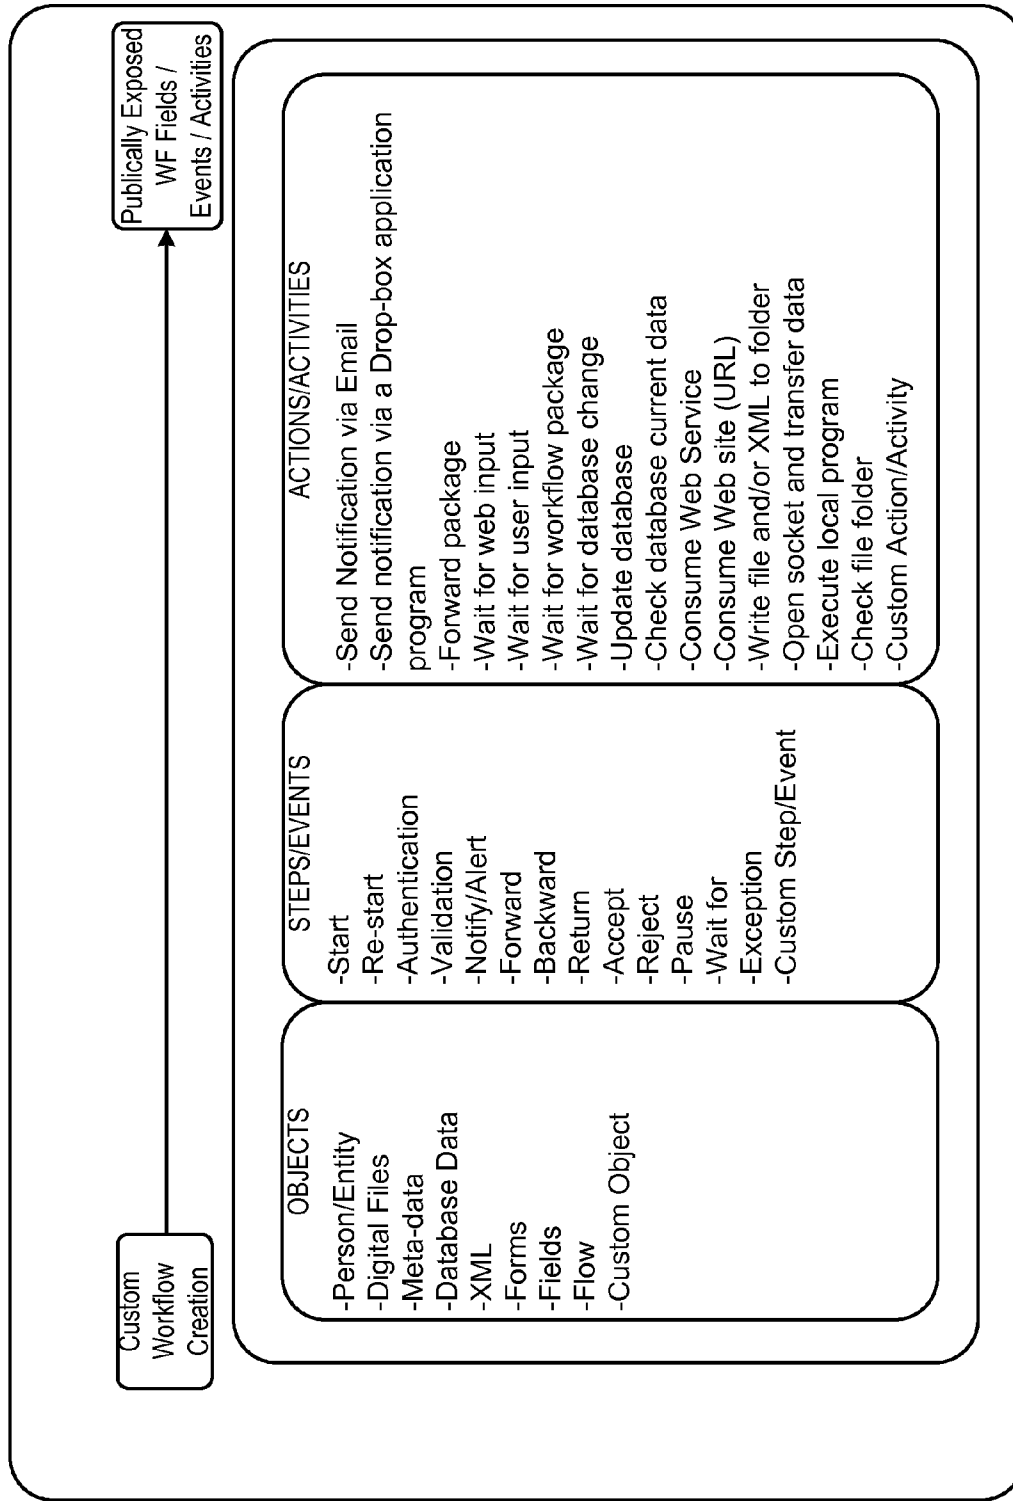 Custom
Workflow
Creation
Publically Exposed
WF Fields /
Events / Activities
OBJECTS
-Person/Entity
-Digital Files
-Meta-data
-Database Data
-XML
-Forms
-Fields
-Flow
-Custom Object
STEPS/EVENTS
-Start
-Re-start
-Authentication
-Validation
-Notify/Alert
-Forward
-Backward
-Return
-Accept
-Reject
-Pause
-Wait for
-Exception
-Custom Step/Event
ACTIONS/ACTIVITIES
-Send Notification via Email
-Send notification via a Drop-box application
program
-Forward package
-Wait for web input
-Wait for user input
-Wait for workflow package
-Wait for database change
-Update database
-Check database current data
-Consume Web Service
-Consume Web site (URL)
-Write file and/or XML to folder
-Open socket and transfer data
-Execute local program
-Check file folder
-Custom Action/Activity